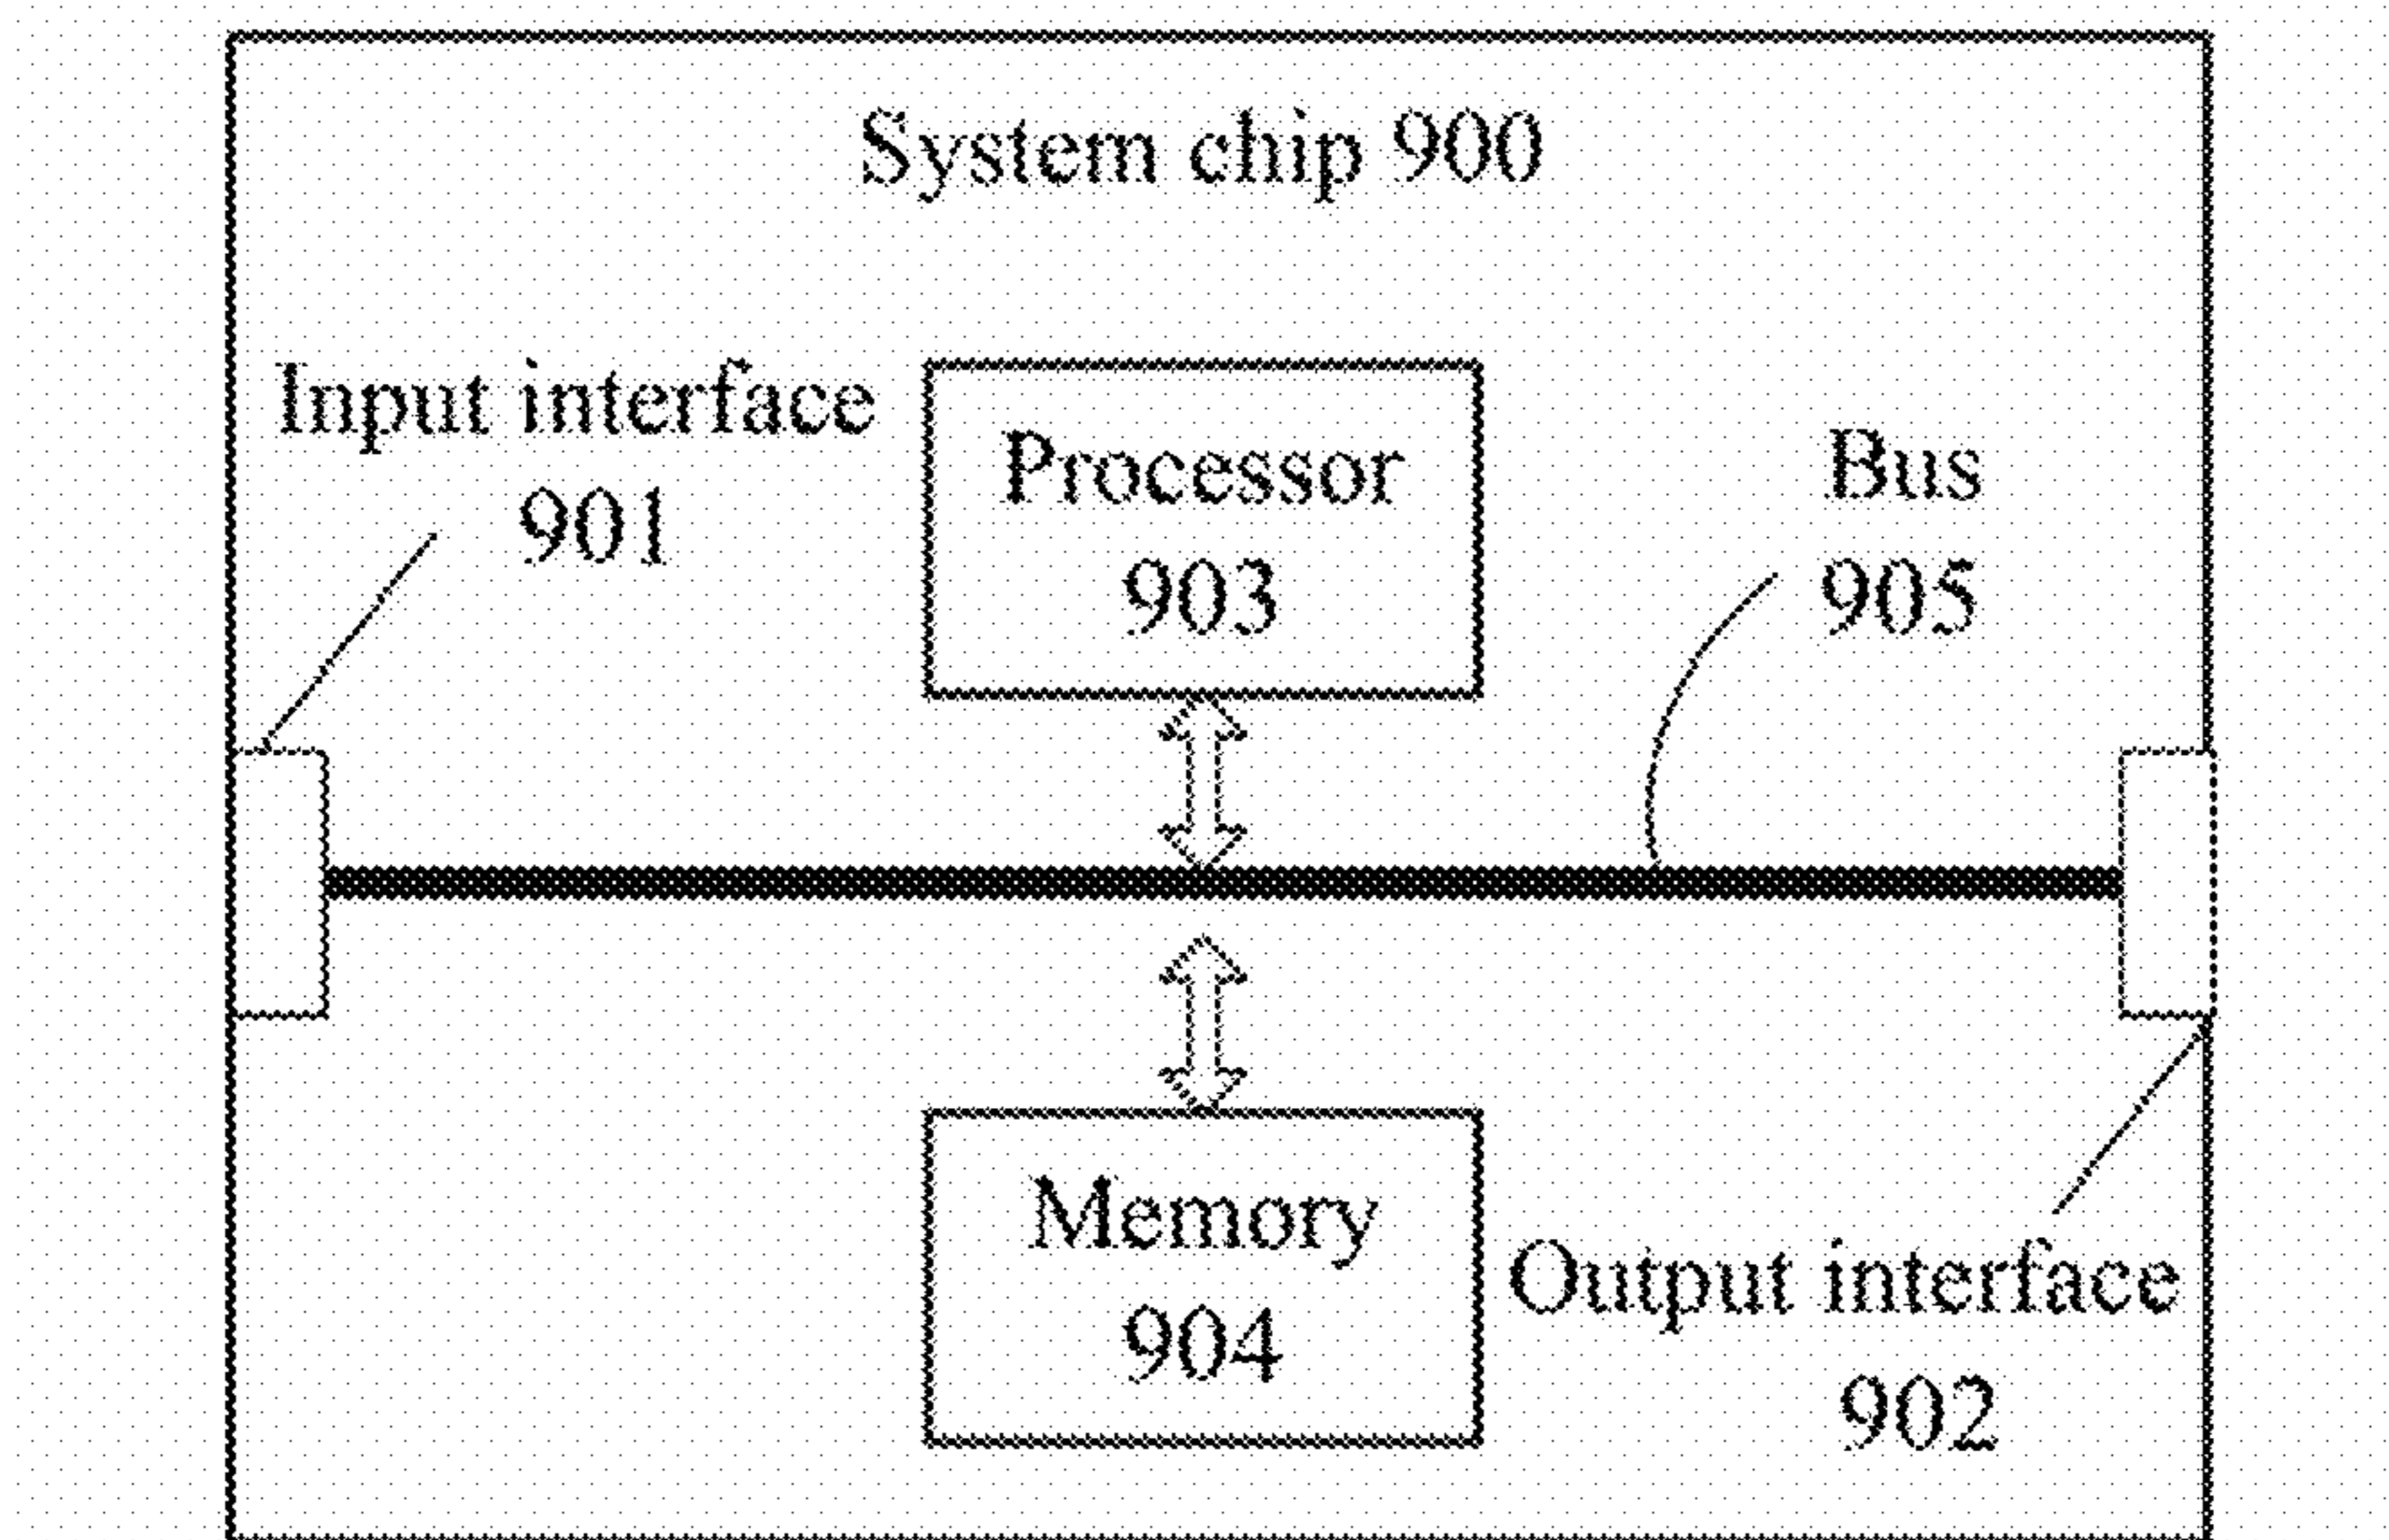 System chip 900
Input interface
901
Processor
903
Bus
905
Memory
904
Output interface
902